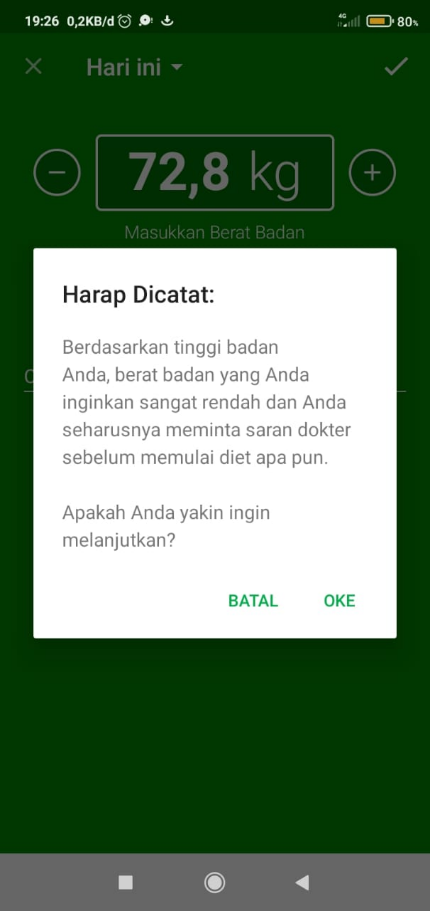 19:26 0,2KB/d
4G
80%
Hari ini
72,8 kg
Masukkan Berat Badan
Harap Dicatat:
Berdasarkan tinggi badan
Anda, berat badan yang Anda
inginkan sangat rendah dan Anda
seharusnya meminta saran dokter
sebelum memulai diet apa pun.
Apakah Anda yakin ingin
melanjutkan?
BATAL
OKE